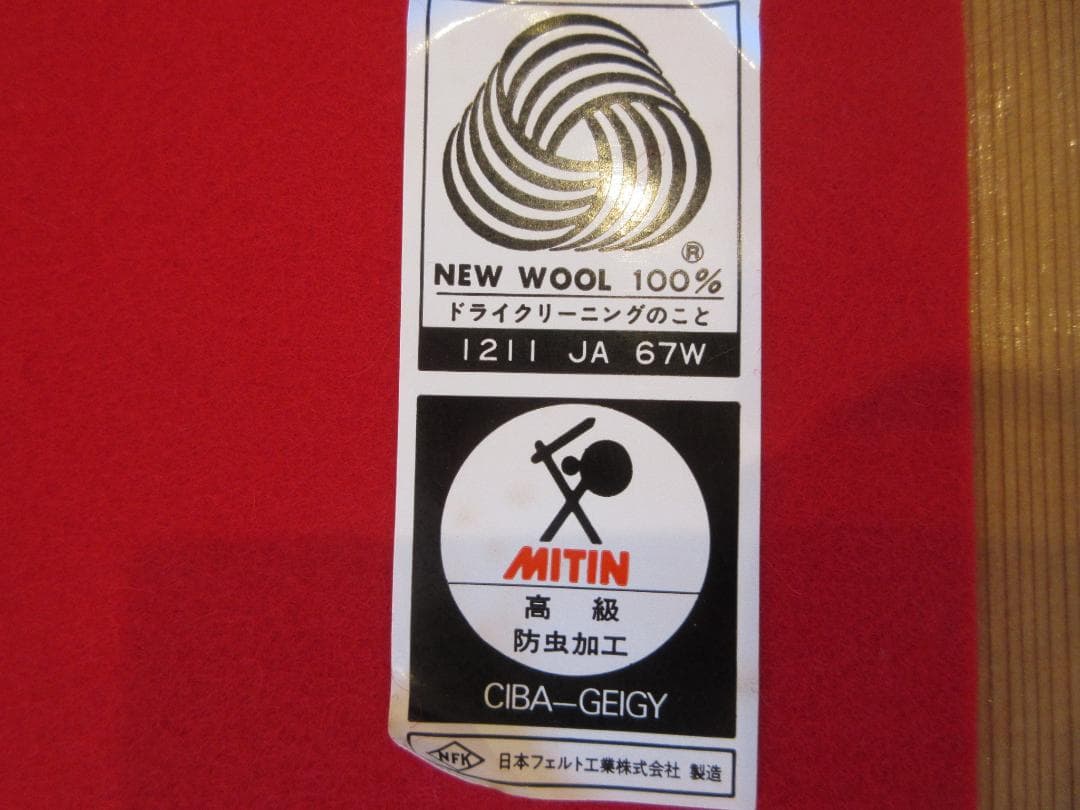 ®
NEW WOOL 100%
ドライクリーニングのこと
1211 JA 67W
MITIN
高級
防虫加工
CIBA-GEIGY
NFK 日本フェルト工業株式会社 製造